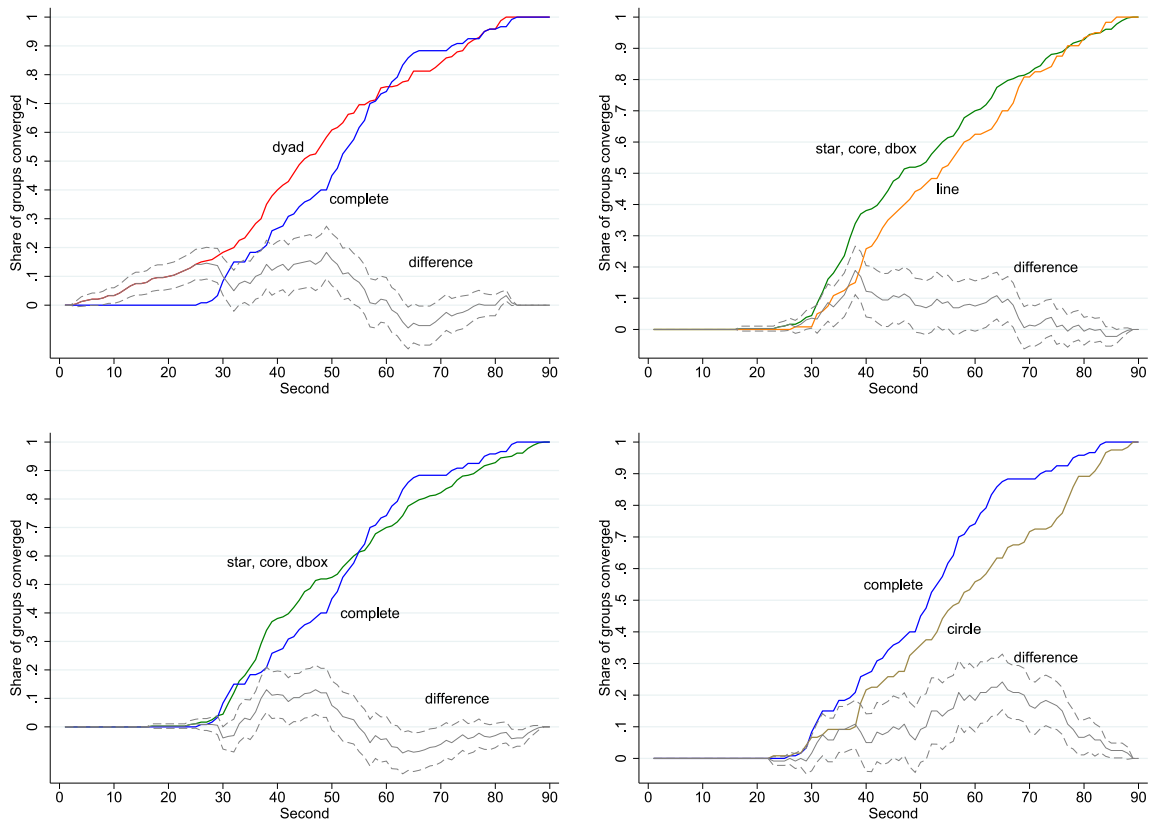 Share of groups converged
1
.9
.8
.7
.6
.5
.4
.3
.2
.1
0
dyad
complete
difference
0 10 20 30 40 50 60 70 80 90
Second
Share of groups converged
1
.9
.8
.7
.6
.5
.4
.3
.2
.1
0
star, core, dbox
line
difference
0 10 20 30 40 50 60 70 80 90
Second
Share of groups converged
1
.9
.8
.7
.6
.5
.4
.3
.2
.1
0
star, core, dbox
complete
difference
0 10 20 30 40 50 60 70 80 90
Second
Share of groups converged
1
.9
.8
.7
.6
.5
.4
.3
.2
.1
0
complete
circle
difference
0 10 20 30 40 50 60 70 80 90
Second